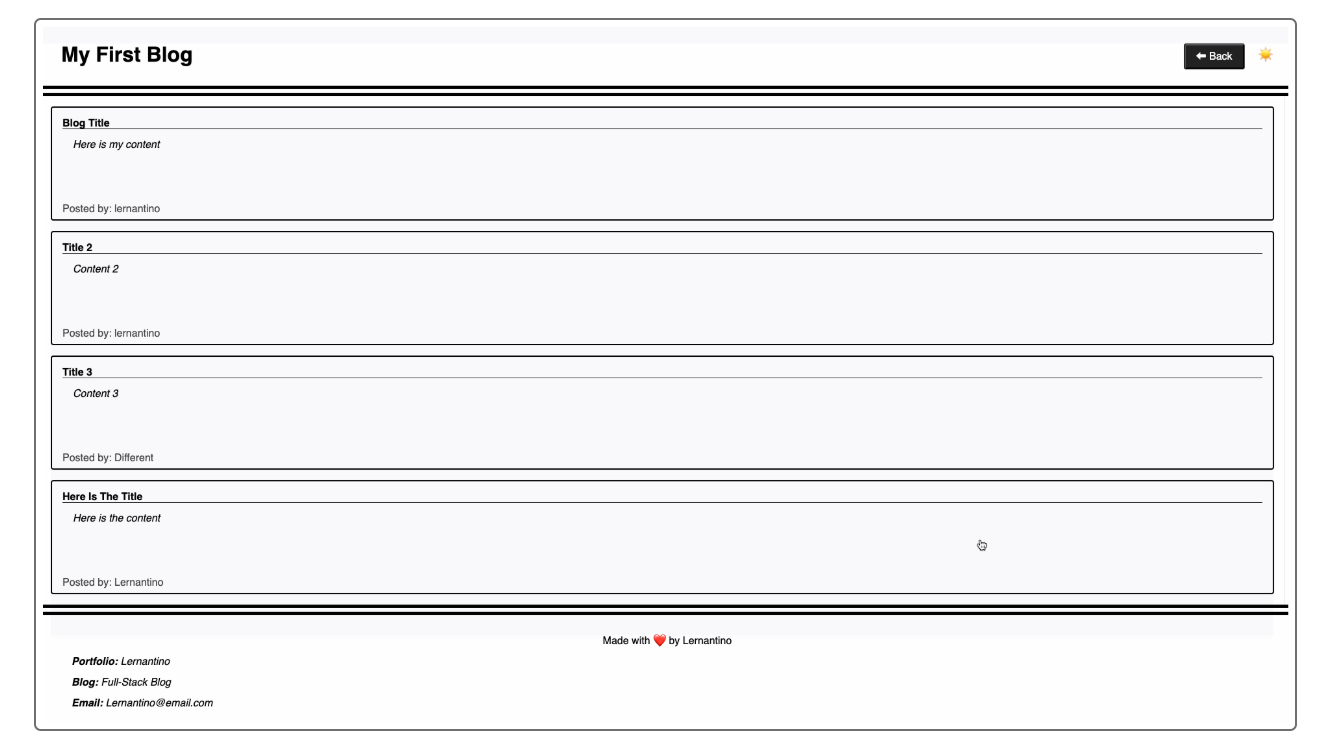 My First Blog
⬅ Back ☀️
Blog Title
Here is my content
Posted by: lernantino
Title 2
Content 2
Posted by: lernantino
Title 3
Content 3
Posted by: Different
Here Is The Title
Here is the content
Posted by: Lernantino
Made with ❤️ by Lernantino
Portfolio: Lernantino
Blog: Full-Stack Blog
Email: Lernantino@email.com